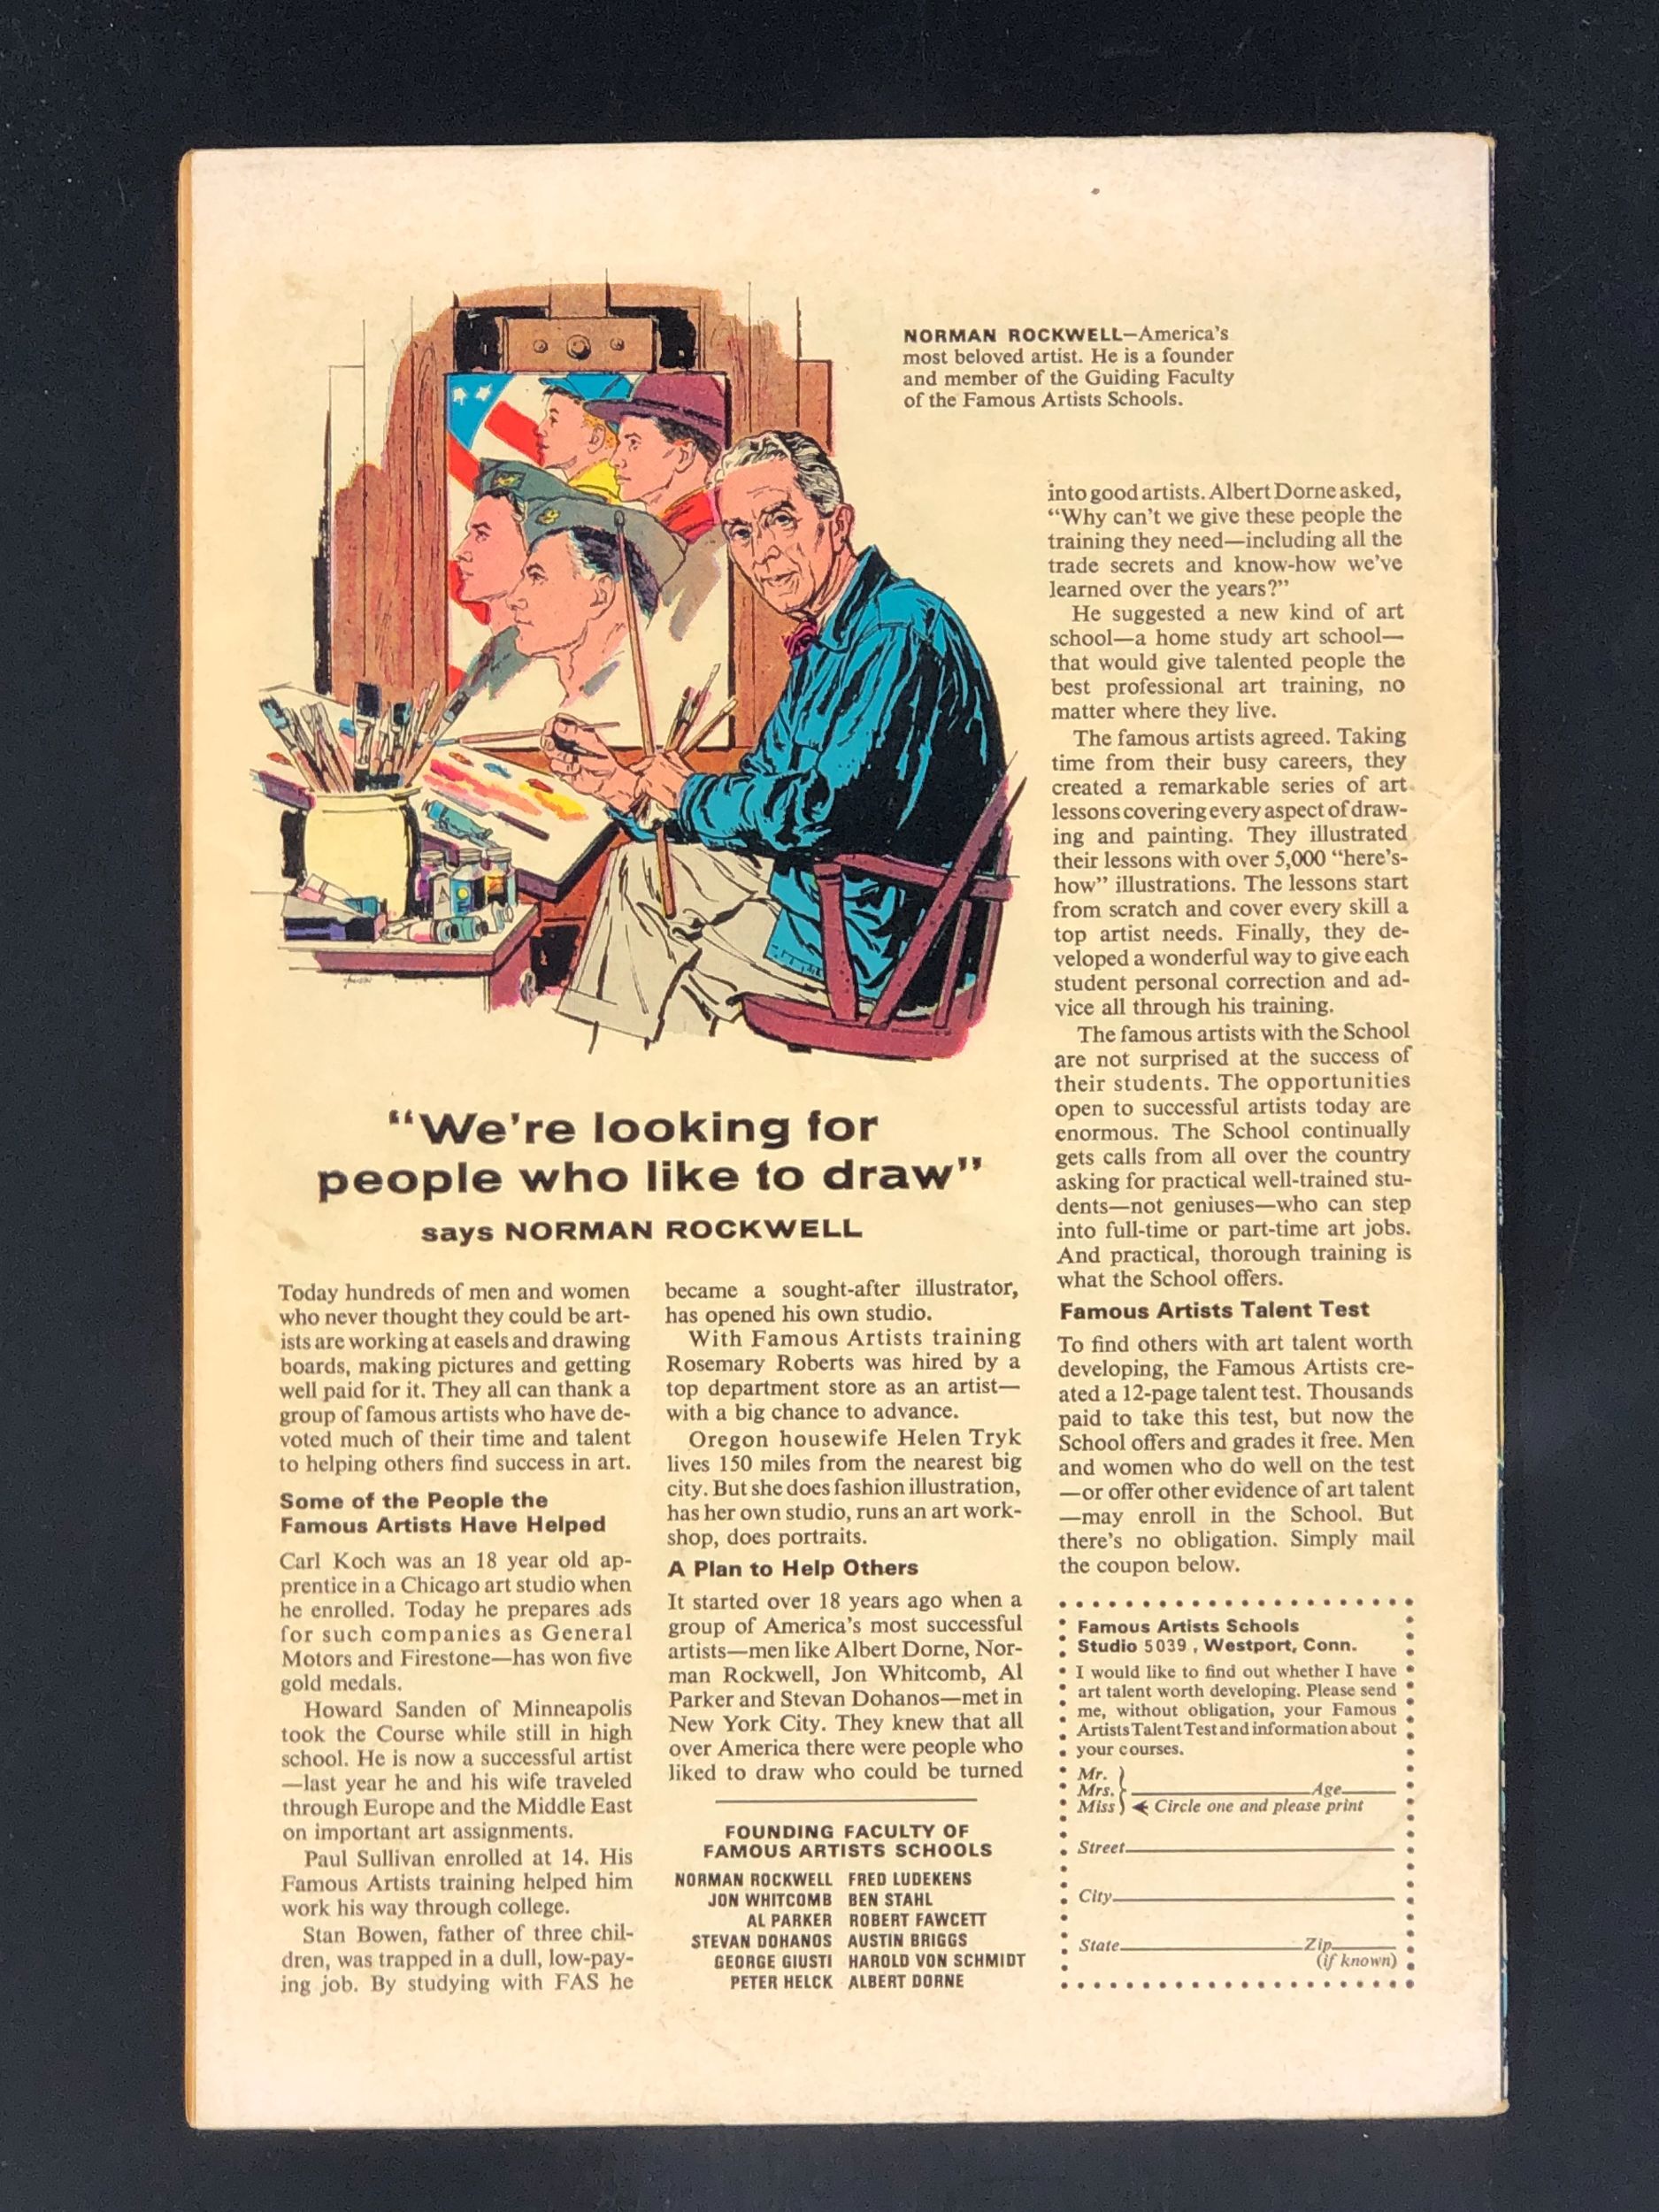 NORMAN ROCKWELL—America's
most beloved artist. He is a founder
and member of the Guiding Faculty
of the Famous Artists Schools.
"We're looking for
people who like to draw"
says NORMAN ROCKWELL
Today hundreds of men and women
who never thought they could be art-
ists are working at easels and drawing
boards, making pictures and getting
well paid for it. They all can thank a
group of famous artists who have de-
voted much of their time and talent
to helping others find success in art.
Some of the People the
Famous Artists Have Helped
Carl Koch was an 18 year old ap-
prentice in a Chicago art studio when
he enrolled. Today he prepares ads
for such companies as General
Motors and Firestone—has won five
gold medals.
Howard Sanden of Minneapolis
took the Course while still in high
school. He is now a successful artist
—last year he and his wife traveled
through Europe and the Middle East
on important art assignments.
Paul Sullivan enrolled at 14. His
Famous Artists training helped him
work his way through college.
Stan Bowen, father of three chil-
dren, was trapped in a dull, low-pay-
ing job. By studying with FAS he
became a sought-after illustrator,
has opened his own studio.
With Famous Artists training
Rosemary Roberts was hired by a
top department store as an artist—
with a big chance to advance.
Oregon housewife Helen Tryk
lives 150 miles from the nearest big
city. But she does fashion illustration,
has her own studio, runs an art work-
shop, does portraits.
A Plan to Help Others
It started over 18 years ago when a
group of America's most successful
artists—men like Albert Dorne, Nor-
man Rockwell, Jon Whitcomb, Al
Parker and Stevan Dohanos—met in
New York City. They knew that all
over America there were people who
liked to draw who could be turned
into good artists. Albert Dorne asked,
"Why can't we give these people the
training they need—including all the
trade secrets and know-how we've
learned over the years?"
He suggested a new kind of art
school—a home study art school—
that would give talented people the
best professional art training, no
matter where they live.
The famous artists agreed. Taking
time from their busy careers, they
created a remarkable series of art
lessons covering every aspect of draw-
ing and painting. They illustrated
their lessons with over 5,000 "here's-
how" illustrations. The lessons start
from scratch and cover every skill a
top artist needs. Finally, they de-
veloped a wonderful way to give each
student personal correction and ad-
vice all through his training.
The famous artists with the School
are not surprised at the success of
their students. The opportunities
open to successful artists today are
enormous. The School continually
gets calls from all over the country
asking for practical well-trained stu-
dents—not geniuses—who can step
into full-time or part-time art jobs.
And practical, thorough training is
what the School offers.
Famous Artists Talent Test
To find others with art talent worth
developing, the Famous Artists cre-
ated a 12-page talent test. Thousands
paid to take this test, but now the
School offers and grades it free. Men
and women who do well on the test
—or offer other evidence of art talent
—may enroll in the School. But
there's no obligation. Simply mail
the coupon below.
FOUNDING FACULTY OF
FAMOUS ARTISTS SCHOOLS
NORMAN ROCKWELL FRED LUDEKENS
JON WHITCOMB BEN STAHL
AL PARKER ROBERT FAWCETT
STEVAN DOHANOS AUSTIN BRIGGS
GEORGE GIUSTI HAROLD VON SCHMIDT
PETER HELCK ALBERT DORNE
Famous Artists Schools
Studio 5039, Westport, Conn.
I would like to find out whether I have
art talent worth developing. Please send
me, without obligation, your Famous
Artists Talent Test and information about
your courses.
Mr.
Mrs. Age
Miss Circle one and please print
Street
City
State Zip
(if known)